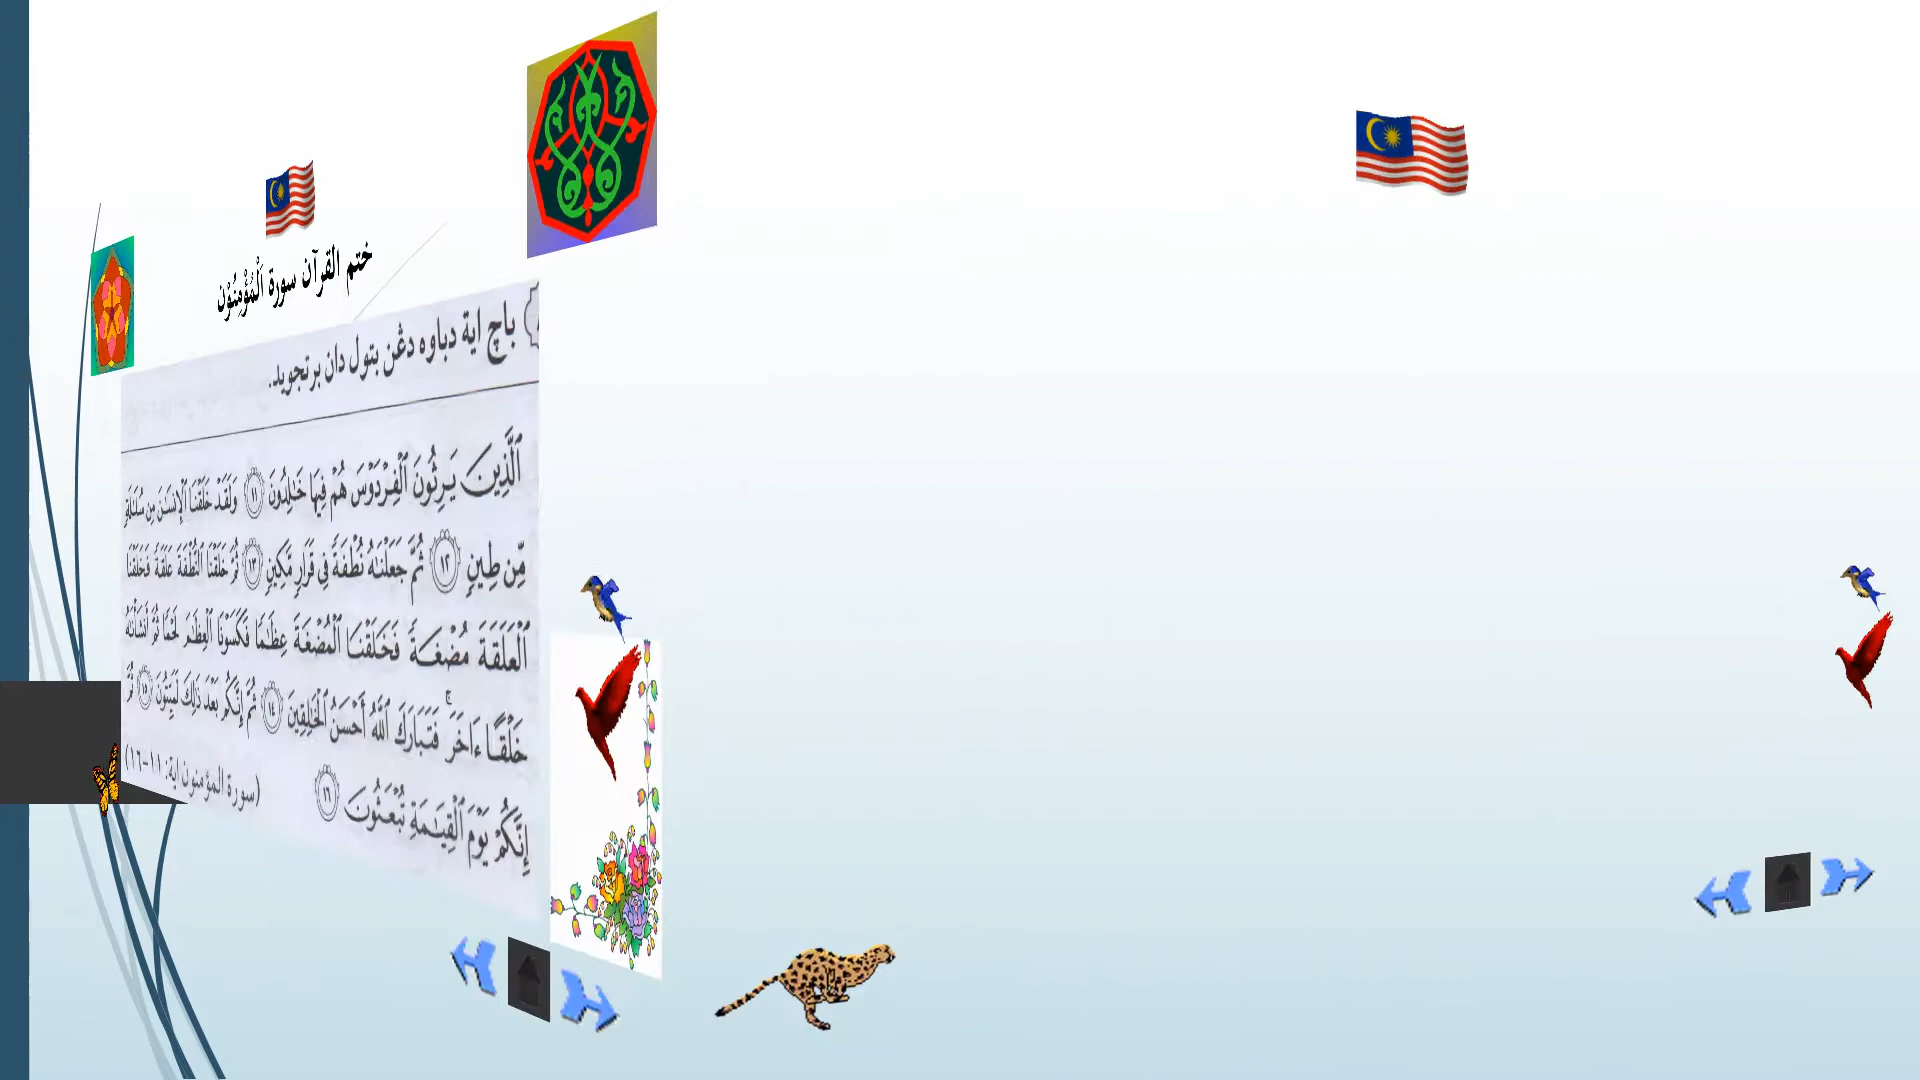 ختم القرآن سورة ٱلْمُؤْمِنُوْن
باچ اية دباوه دڠن بتول دان برتجويد.
ٱلَّذِينَ يَرِثُونَ ٱلْفِرْدَوْسَ هُمْ فِيهَا خَٰلِدُونَ ١١ وَلَقَدْ خَلَقْنَا ٱلْإِنسَٰنَ مِن سُلَٰلَةٍ
مِّن طِينٍ ١٢ ثُمَّ جَعَلْنَٰهُ نُطْفَةً فِى قَرَارٍ مَّكِينٍ ١٣ ثُمَّ خَلَقْنَا ٱلنُّطْفَةَ عَلَقَةً فَخَلَقْنَا
ٱلْعَلَقَةَ مُضْغَةً فَخَلَقْنَا ٱلْمُضْغَةَ عِظَٰمًا فَكَسَوْنَا ٱلْعِظَٰمَ لَحْمًا ثُمَّ أَنشَأْنَٰهُ
خَلْقًا ءَاخَرَ ۚ فَتَبَارَكَ ٱللَّهُ أَحْسَنُ ٱلْخَٰلِقِينَ ١٤ ثُمَّ إِنَّكُم بَعْدَ ذَٰلِكَ لَمَيِّتُونَ ١٥ ثُمَّ
إِنَّكُمْ يَوْمَ ٱلْقِيَٰمَةِ تُبْعَثُونَ ١٦
(سورة المؤمنون اية: ١١-١٦)